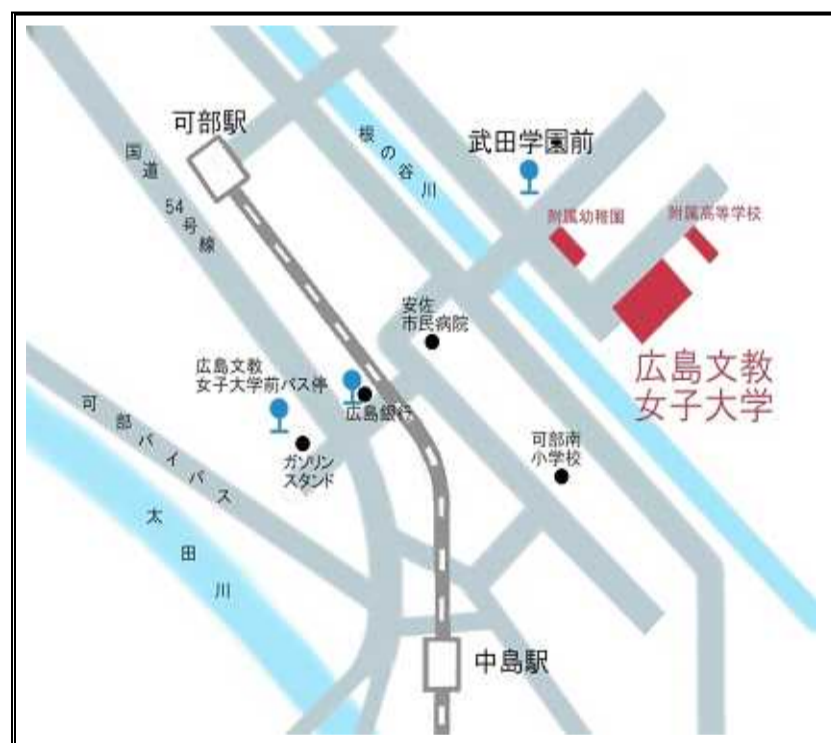 可部駅
武田学園前
国道54号線
根の谷川
附属幼稚園
附属高等学校
安佐
市民病院
広島文教
女子大学
広島文教
女子大学前バス停
広島銀行
可部バイパス
ガソリン
スタンド
可部南
小学校
太田川
中島駅